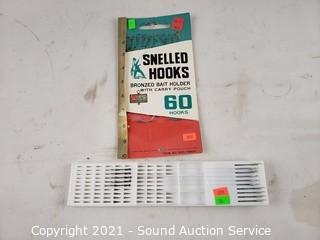 SNELLED
HOOKS
BRONZED BAIT HOLDER
WITH CARRY POUCH
60
HOOKS
Copyright 2021 - Sound Auction Service